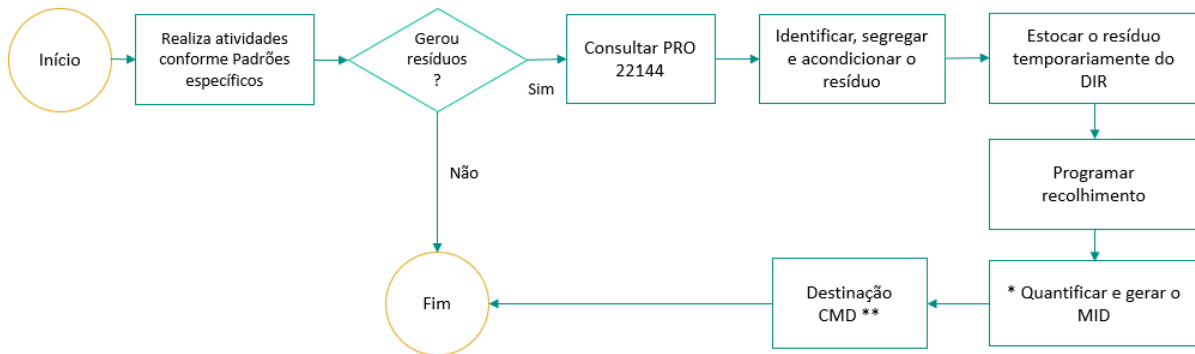 Início
Realiza atividades
conforme Padrões
específicos
Gerou
resíduos
?
Sim
Não
Consultar PRO
22144
Identificar, segregar
e acondicionar o
resíduo
Estocar o resíduo
temporariamente do
DIR
Programar
recolhimento
* Quantificar e gerar o
MID
Destinação
CMD **
Fim